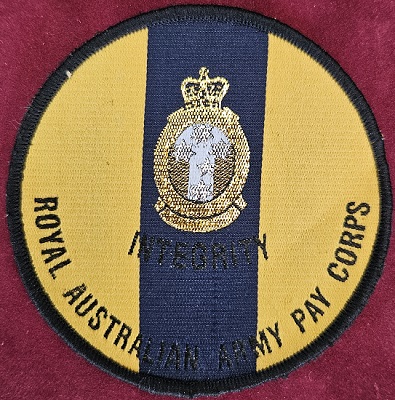 INTEGRITY
ROYAL AUSTRALIAN ARMY PAY CORPS